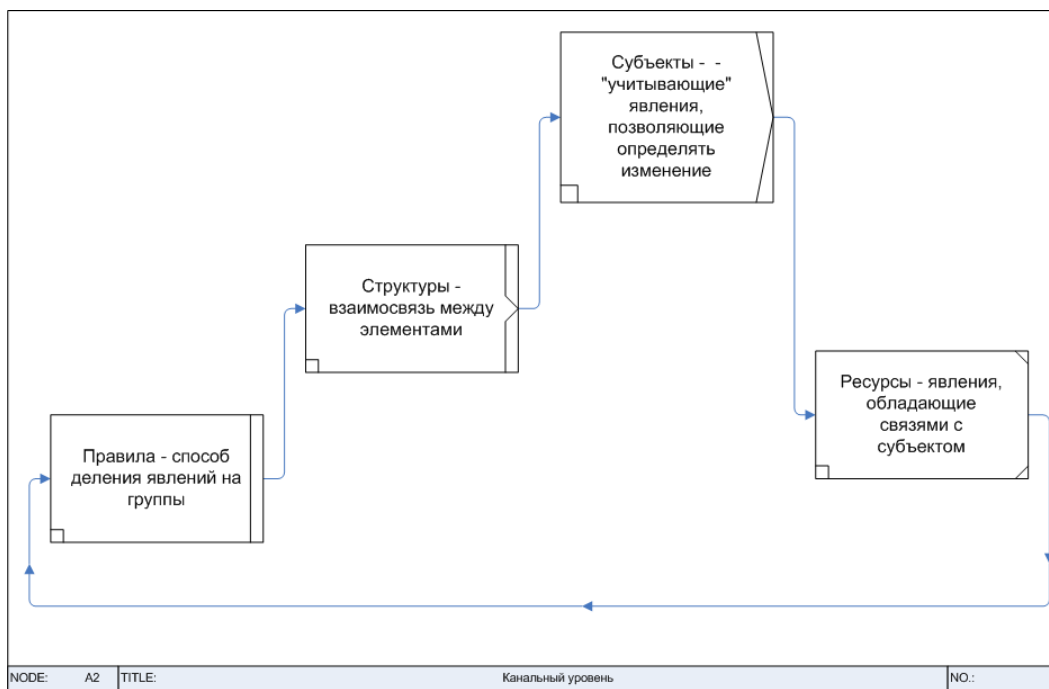 Субъекты - -
"учитывающие"
явления,
позволяющие
определять
изменение
Структуры -
взаимосвязь между
элементами
Ресурсы - явления,
обладающие
связями с
субъектом
Правила - способ
деления явлений на
группы
NODE: A2 TITLE: Канальный уровень NO.: